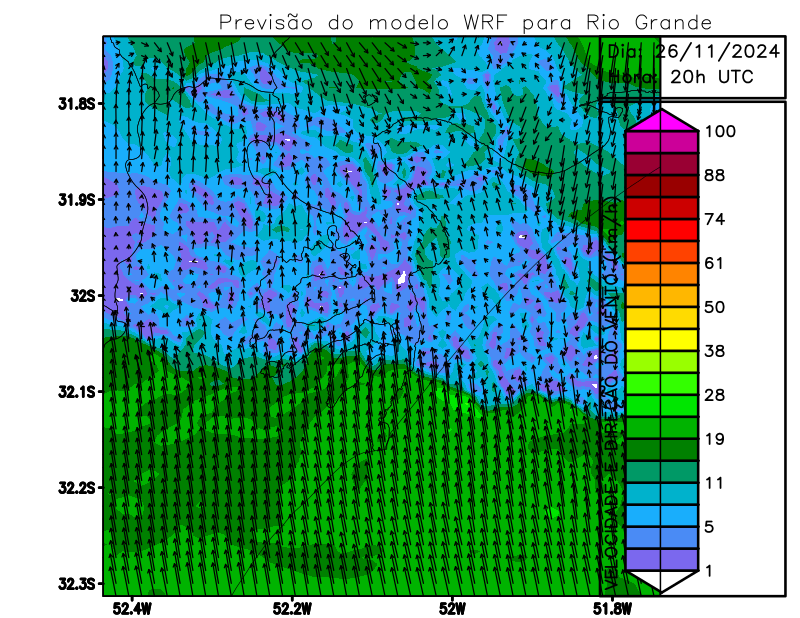 Previsão do modelo WRF para Rio Grande
Dia: 26/11/2024
Hora: 20h UTC
31.8S
31.9S
32S
32.1S
32.2S
32.3S
52.4W
52.2W
52W
51.8W
VELOCIDADE E DIREÇÃO DO VENTO (km/h)
100
88
74
61
50
38
28
19
11
5
1